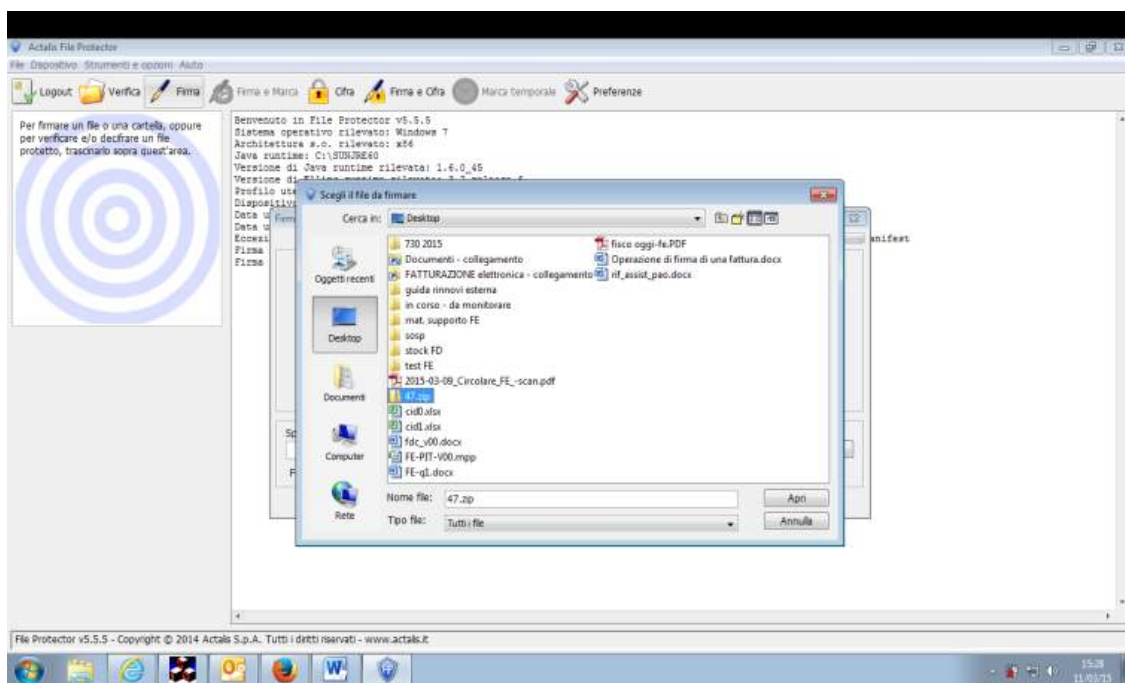 Actalis File Protector
File Dispositivo Strumenti e opzioni Aiuto
Logout Verifica Firma Firma e Marca Cifra Firma e Cifra Marca temporale Preferenze
Per firmare un file o una cartella, oppure
per verificare e/o decifrare un file
protetto, trascinarlo sopra quest'area.
Benvenuto in File Protector v5.5.5
Sistema operativo rilevato: Windows 7
Architettura s.o. rilevato: x86
Java runtime: C:\SUNJRE60
Versione di Java runtime rilevata: 1.6.0_45
Versione di
Profilo ute
Dispositiv
Data u
Data u
Eccezi
anifest
Firma
Firma
Firm
Scegli il file da firmare
Cerca in: Desktop
Oggetti recenti
Desktop
Documenti
Computer
Rete
730 2015
Documenti - collegamento
FATTURAZIONE elettronica - collegamento
guida rinnovi esterna
in corso - da monitorare
mat. supporto FE
sosp
stock FD
test FE
2015-03-09_Circolare_FE_-scan.pdf
47.zip
cid0.xlsx
cid1.xlsx
fdc_v00.docx
FE-PIT-V00.mpp
FE-q1.docx
fisco oggi-fe.PDF
Operazione di firma di una fattura.docx
rif_assist_pao.docx
Nome file: 47.zip
Apri
Tipo file: Tutti i file
Annulla
Sp
F
File Protector v5.5.5 - Copyright © 2014 Actalis S.p.A. Tutti i diritti riservati - www.actalis.it
15:28
11/03/15